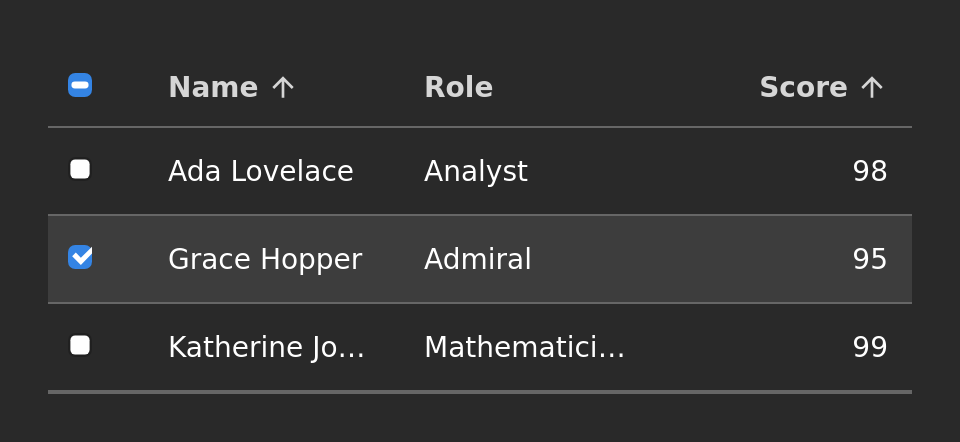 Name ↑ Role Score ↑
Ada Lovelace Analyst 98
Grace Hopper Admiral 95
Katherine Jo… Mathematici… 99